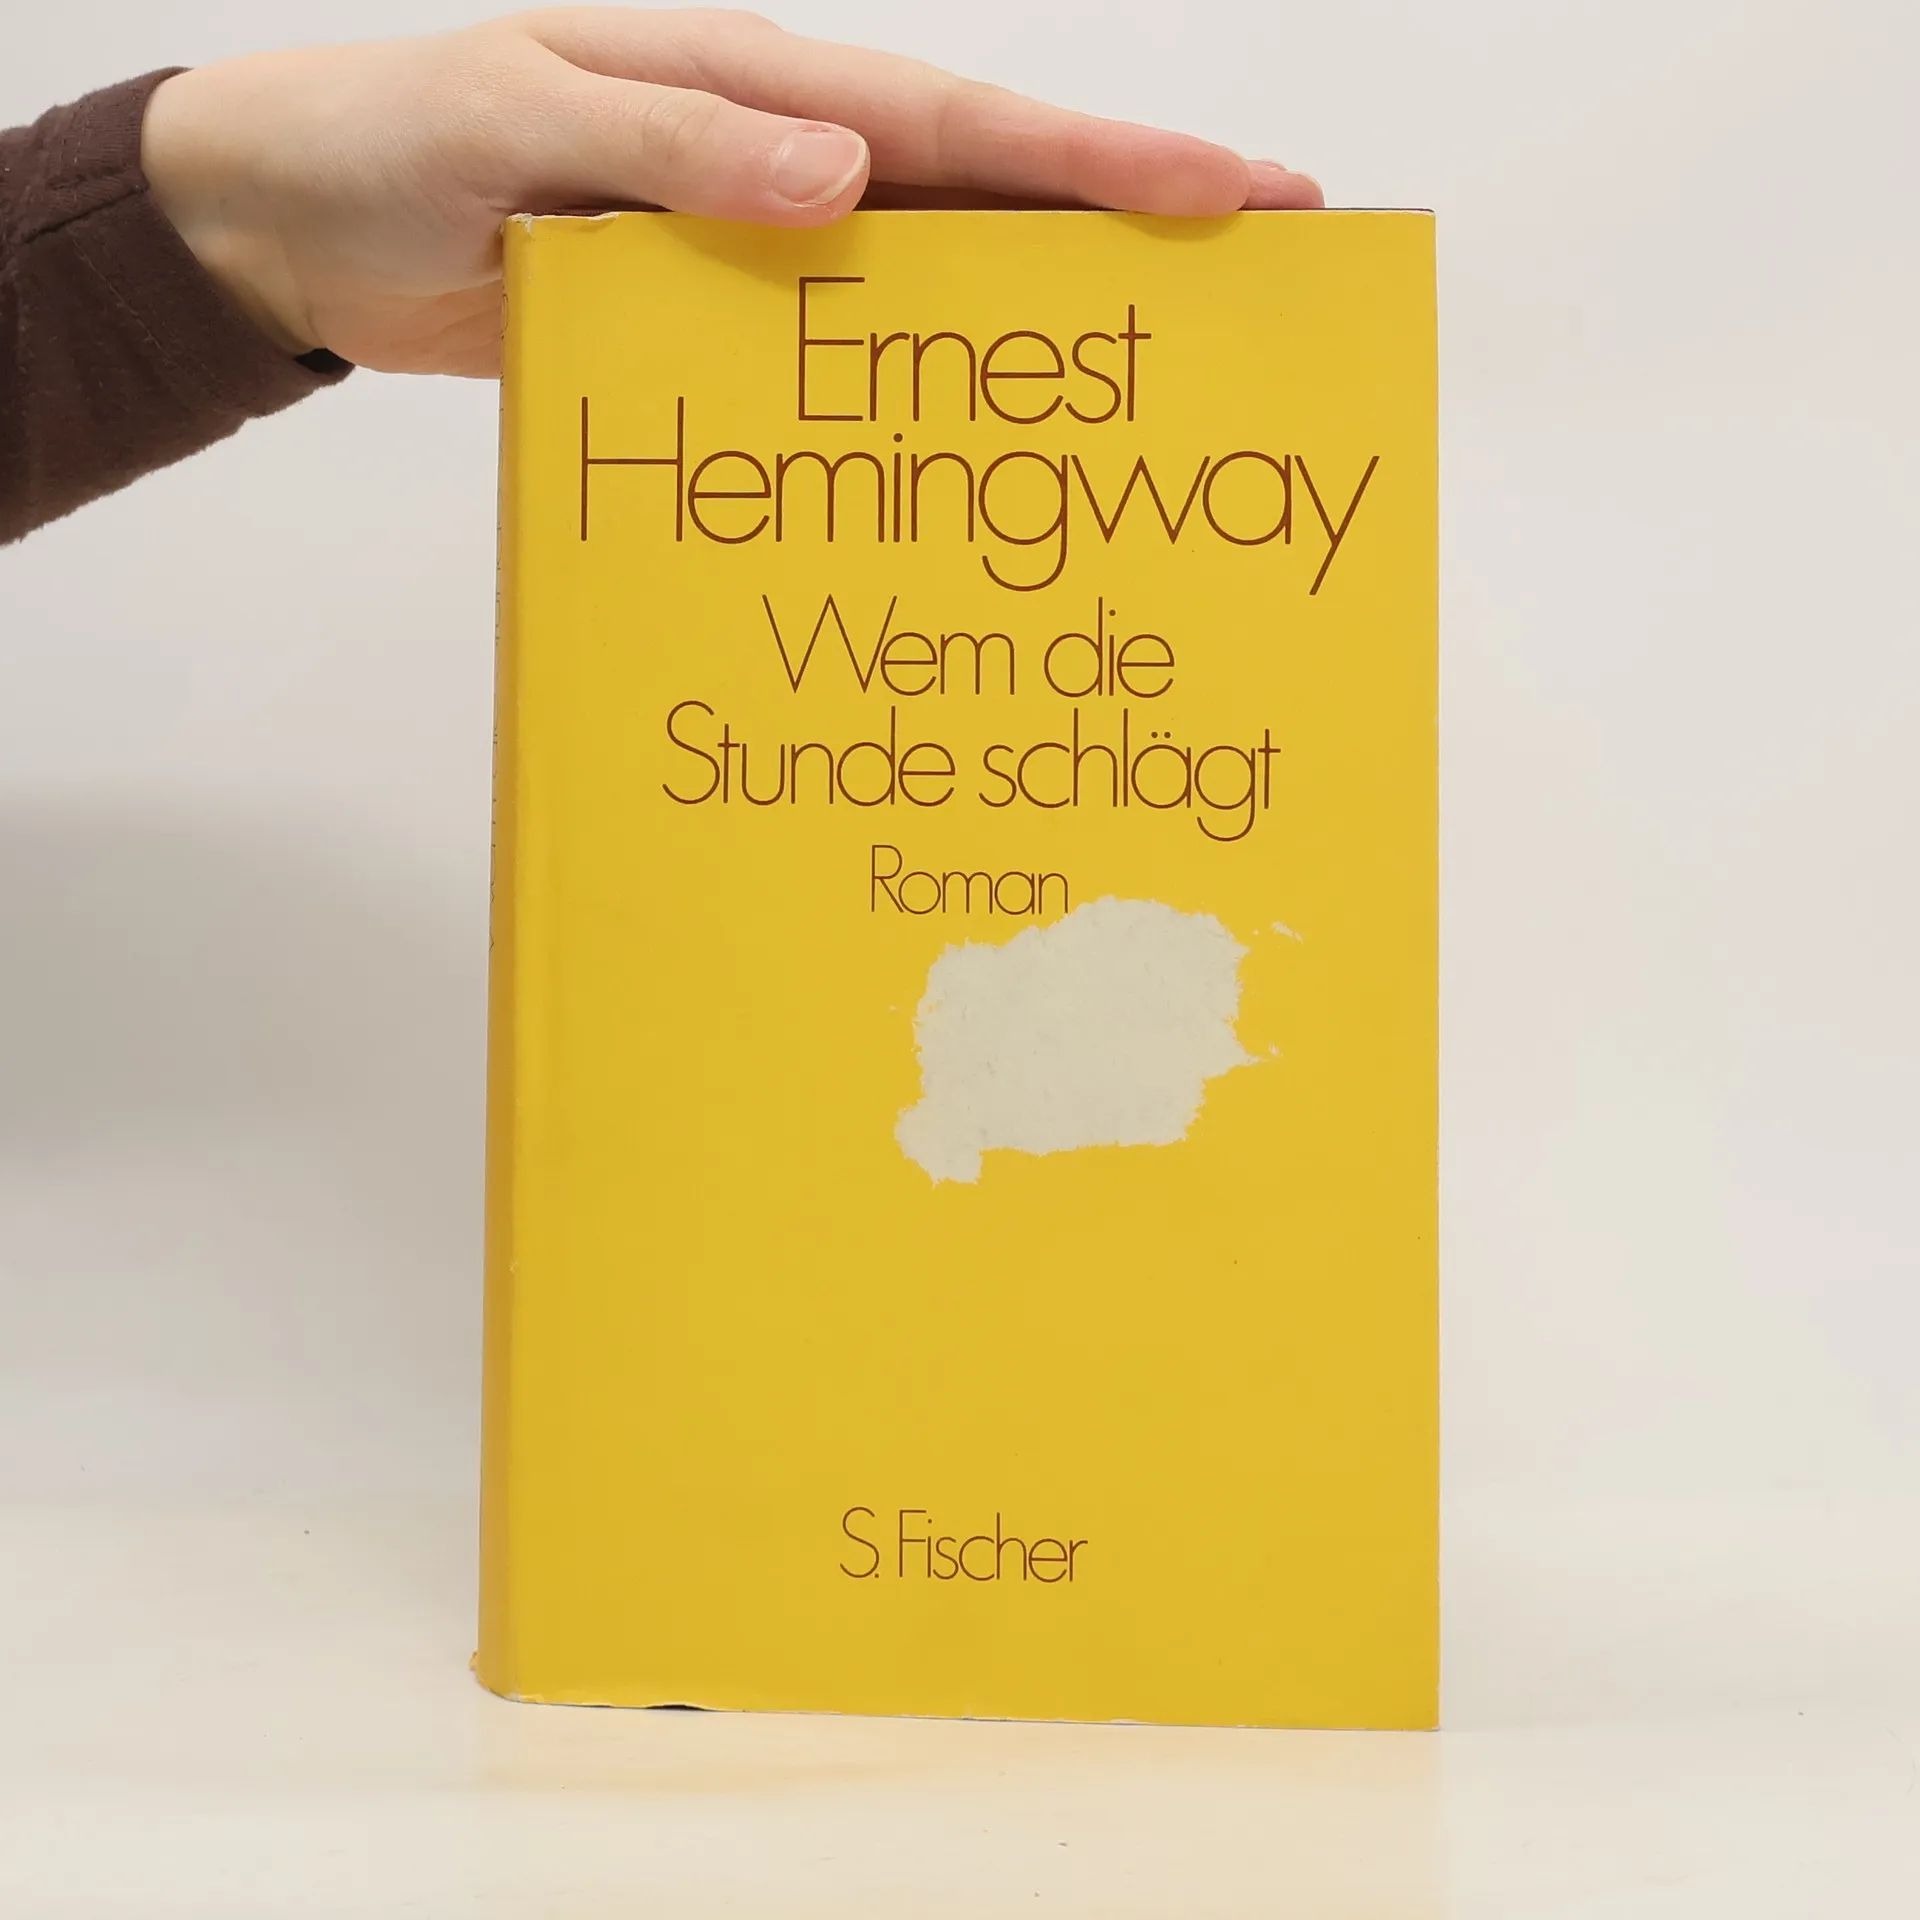 Ernest
Hemingway
Wem die
Stunde schlägt
Roman
S. Fischer